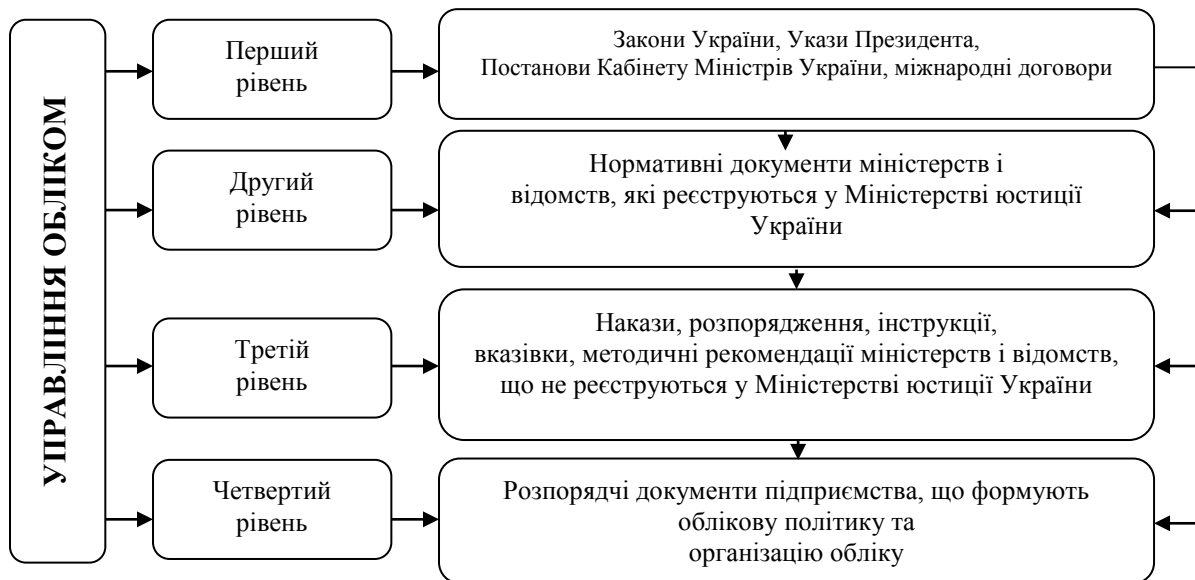 УПРАВЛІННЯ ОБЛІКОМ
Перший
рівень
Закони України, Укази Президента,
Постанови Кабінету Міністрів України, міжнародні договори
Другий
рівень
Нормативні документи міністерств і
відомств, які реєструються у Міністерстві юстиції
України
Третій
рівень
Накази, розпорядження, інструкції,
вказівки, методичні рекомендації міністерств і відомств,
що не реєструються у Міністерстві юстиції України
Четвертий
рівень
Розпорядчі документи підприємства, що формують
облікову політику та
організацію обліку